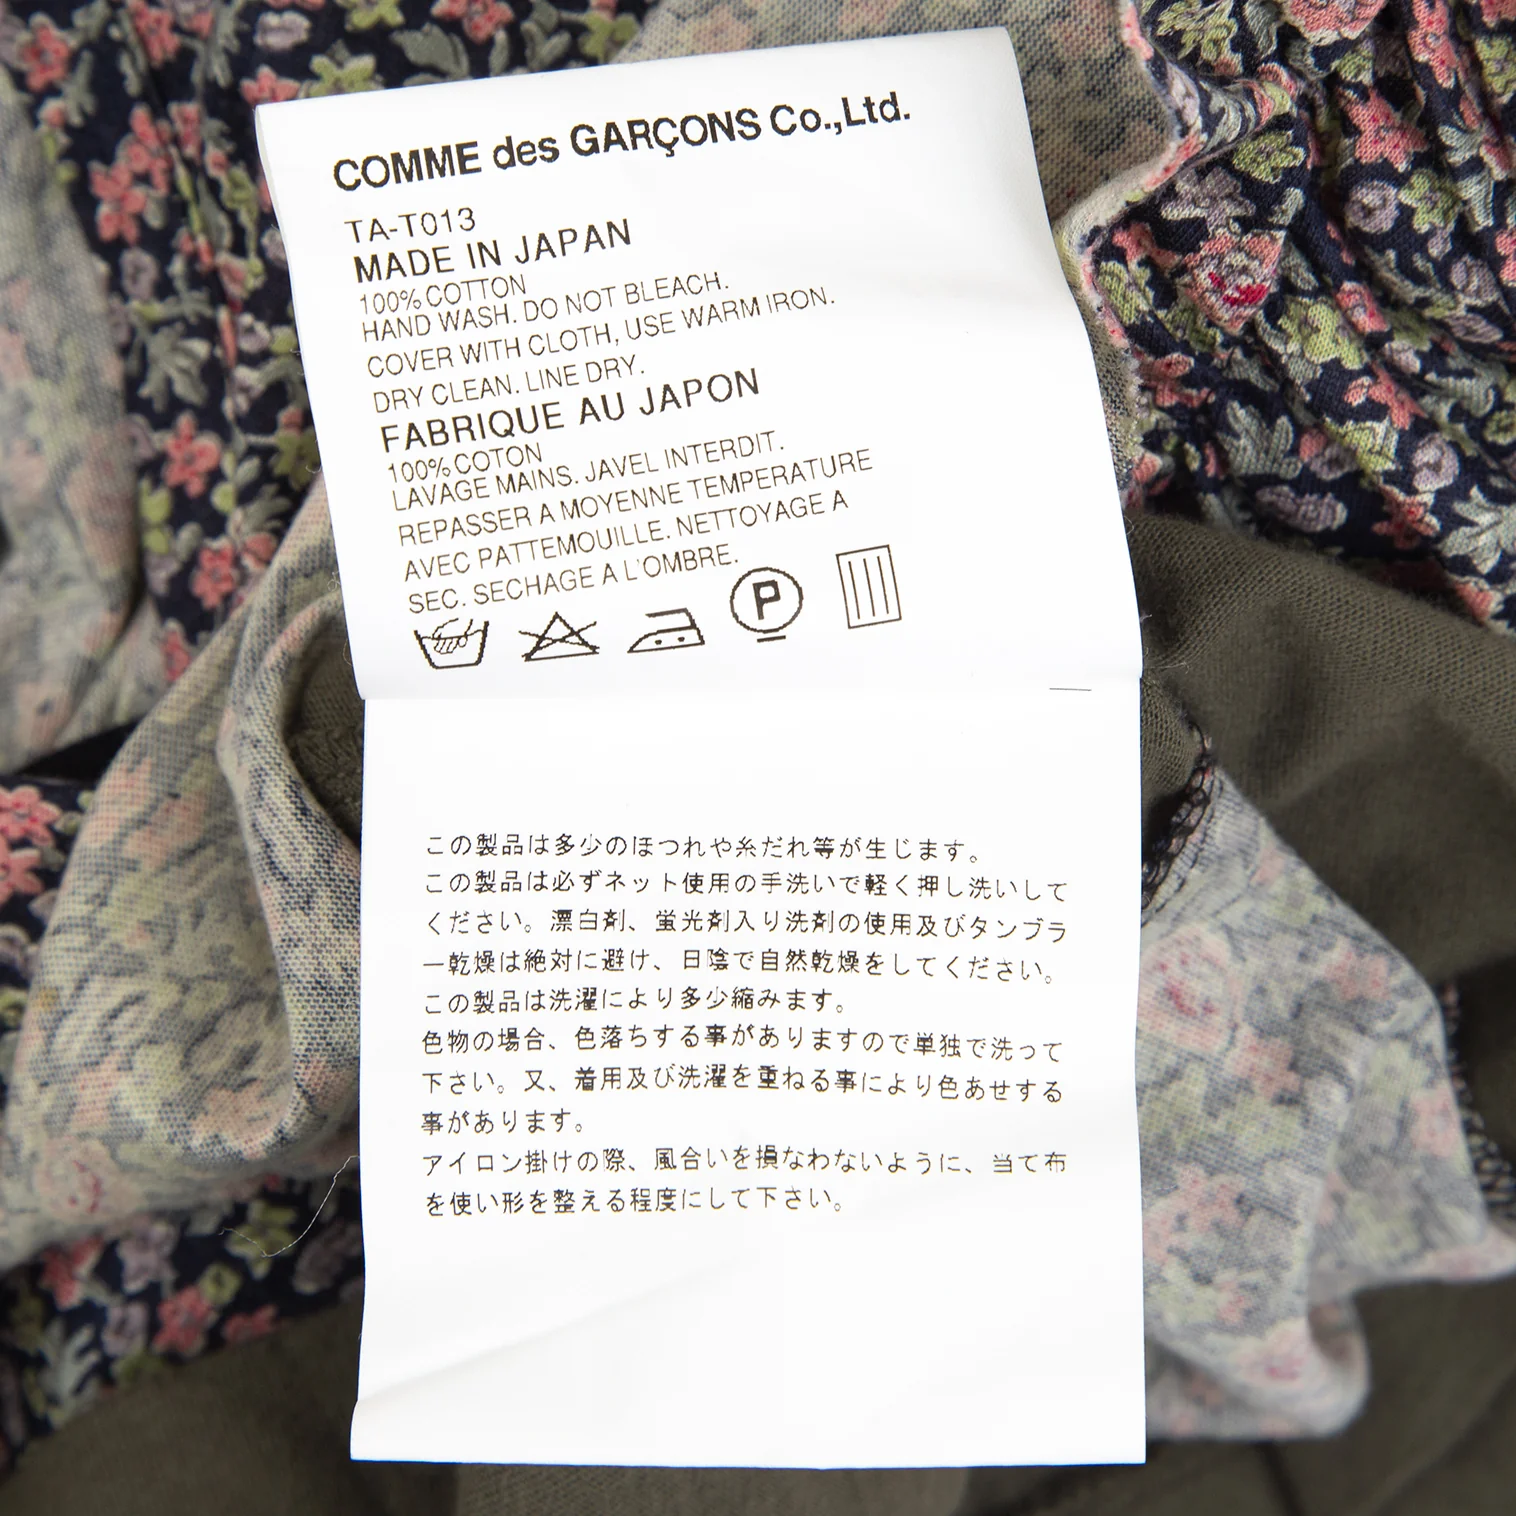 COMME des GARÇONS Co.,Ltd.
TA-T013
MADE IN JAPAN
100% COTTON
HAND WASH. DO NOT BLEACH.
COVER WITH CLOTH, USE WARM IRON.
DRY CLEAN. LINE DRY.
FABRIQUE AU JAPON
100% COTON
LAVAGE MAINS. JAVEL INTERDIT.
REPASSER A MOYENNE TEMPERATURE
AVEC PATTEMOUILLE. NETTOYAGE A
SEC. SECHAGE A L'OMBRE.
P
この製品は多少のほつれや糸だれ等が生じます。
この製品は必ずネット使用の手洗いで軽く押し洗いして
ください。漂白剤、蛍光剤入り洗剤の使用及びタンブラ
ー乾燥は絶対に避け、日陰で自然乾燥をしてください。
この製品は洗濯により多少縮みます。
色物の場合、色落ちする事がありますので単独で洗って
下さい。又、着用及び洗濯を重ねる事により色あせする
事があります。
アイロン掛けの際、風合いを損なわないように、当て布
を使い形を整える程度にして下さい。